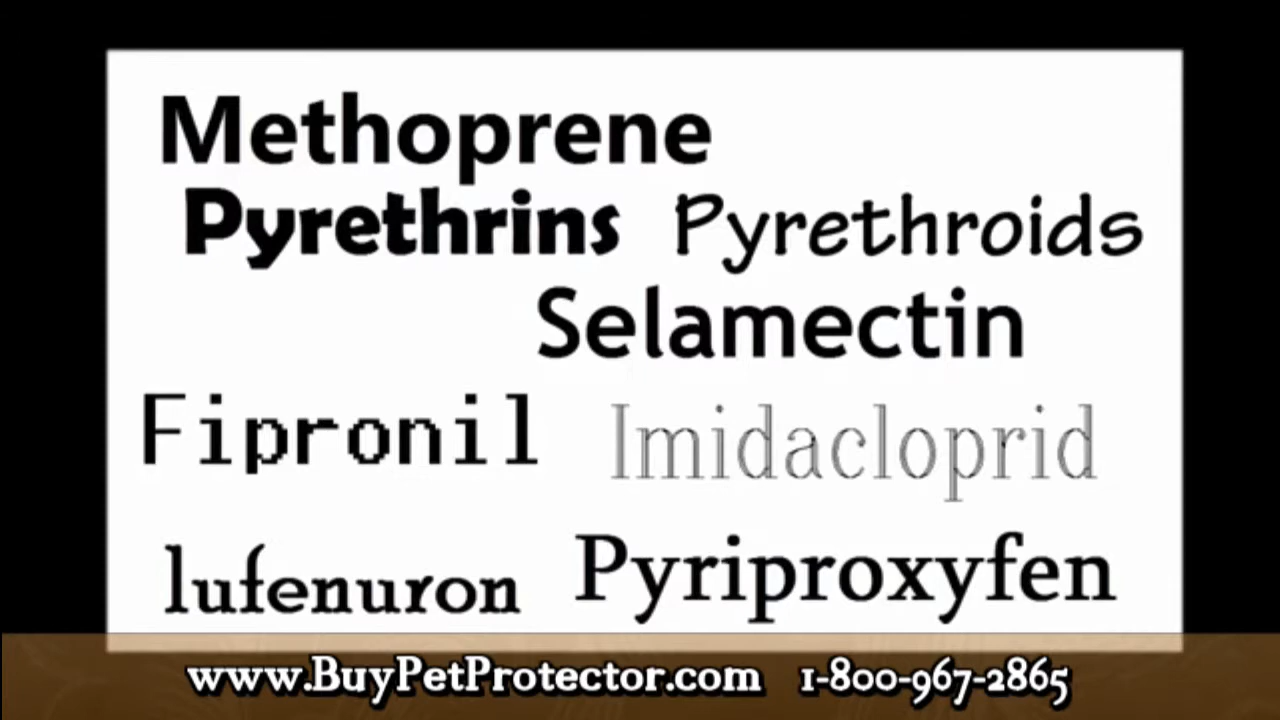 Methoprene
Pyrethrins Pyrethroids
Selamectin
Fipronil Imidacloprid
lufenuron Pyriproxyfen
www.BuyPetProtector.com 1-800-967-2865